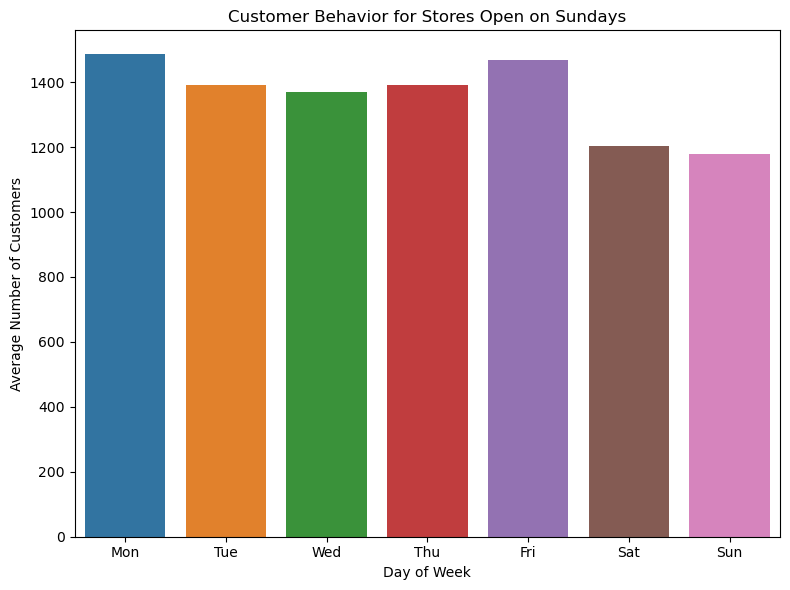 Customer Behavior for Stores Open on Sundays
Average Number of Customers
1400
1200
1000
800
600
400
200
0
Mon Tue Wed Thu Fri Sat Sun
Day of Week